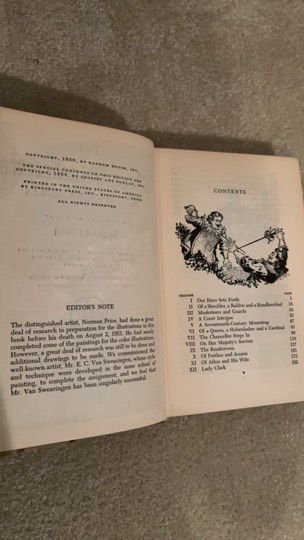 COPYRIGHT, 1950, BY RANDOM HOUSE, INC.
THE SPECIAL CONTENTS OF THIS EDITION ARE
COPYRIGHT, 1953, BY GROSSET AND DUNLAP, INC.
PRINTED IN THE UNITED STATES OF AMERICA
BY KINGSPORT PRESS, INC., KINGSPORT, TENN.
ALL RIGHTS RESERVED
EDITOR'S NOTE
The distinguished artist, Norman Price, had done a great
deal of research in preparation for the illustrations in this
book before his death on August 2, 1951. He had nearly
completed some of the paintings for the color illustrations.
However, a great deal of research was still to be done and
additional drawings to be made. We commissioned the
well-known artist, Mr. E. C. Van Swearingen, whose style
and technique were developed in the same school of
painting, to complete the assignment, and we feel that
Mr. Van Swearingen has been singularly successful.
CONTENTS
CHAPTER PAGE
I Our Hero Sets Forth 3
II Of a Shoulder, a Baldric and a Handkerchief
III Musketeers and Guards
IV A Court Intrigue
V A Seventeenth-Century Mousetrap
VI Of a Queen, a Haberdasher and a Cardinal
VII The Chancellor Steps In
VIII On Her Majesty's Service
IX The Rendezvous
X Of Porthos and Aramis
XI Of Athos and His Wife
XII Lady Clark